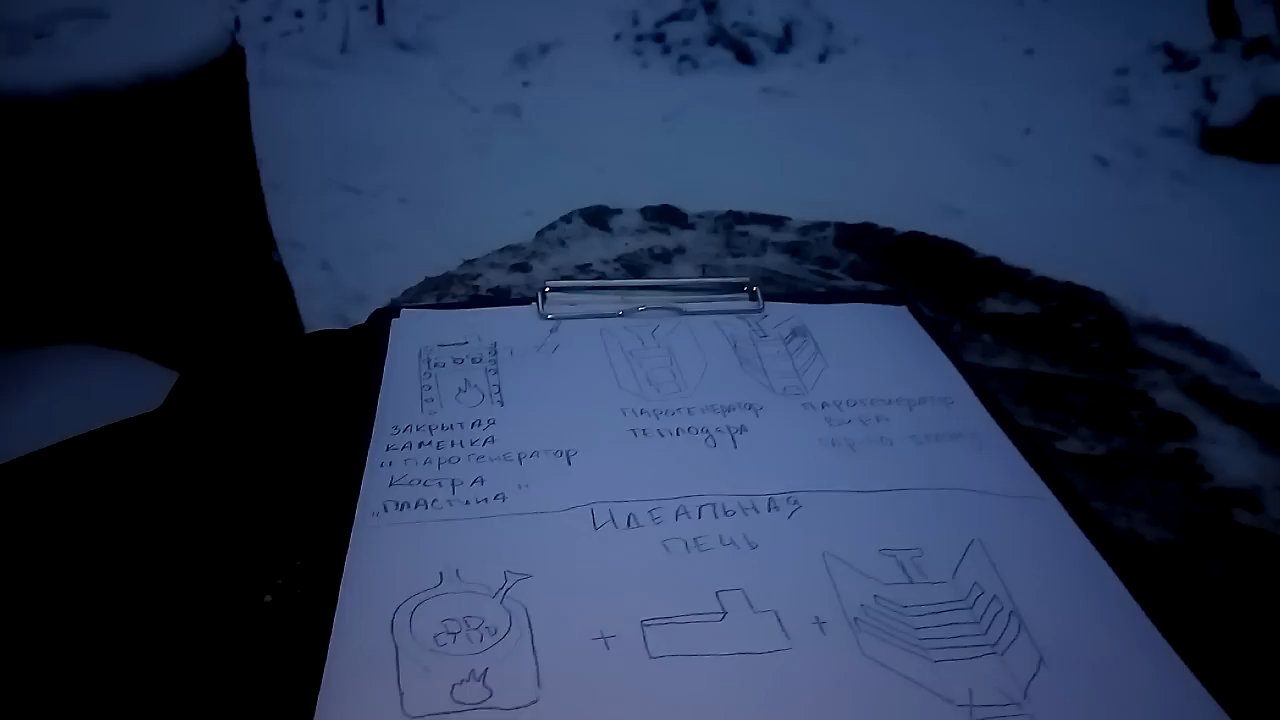 ЗАКРЫТАЯ
КАМЕНКА
"ПАРОГЕНЕРАТОР
КОСТРА
"ПЛАСТИНА"
ПАРОГЕНЕРАТОР
ТЕПЛОДАРА
ПАРОГЕНЕРАТОР
ИДЕАЛЬНАЯ
ПЕЧЬ
+
+